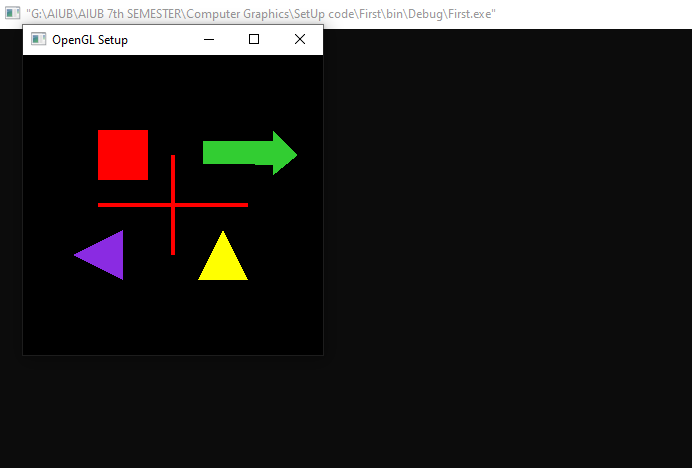 "G:\AIUB\AIUB 7th SEMESTER\Computer Graphics\SetUp code\First\bin\Debug\First.exe"
OpenGL Setup